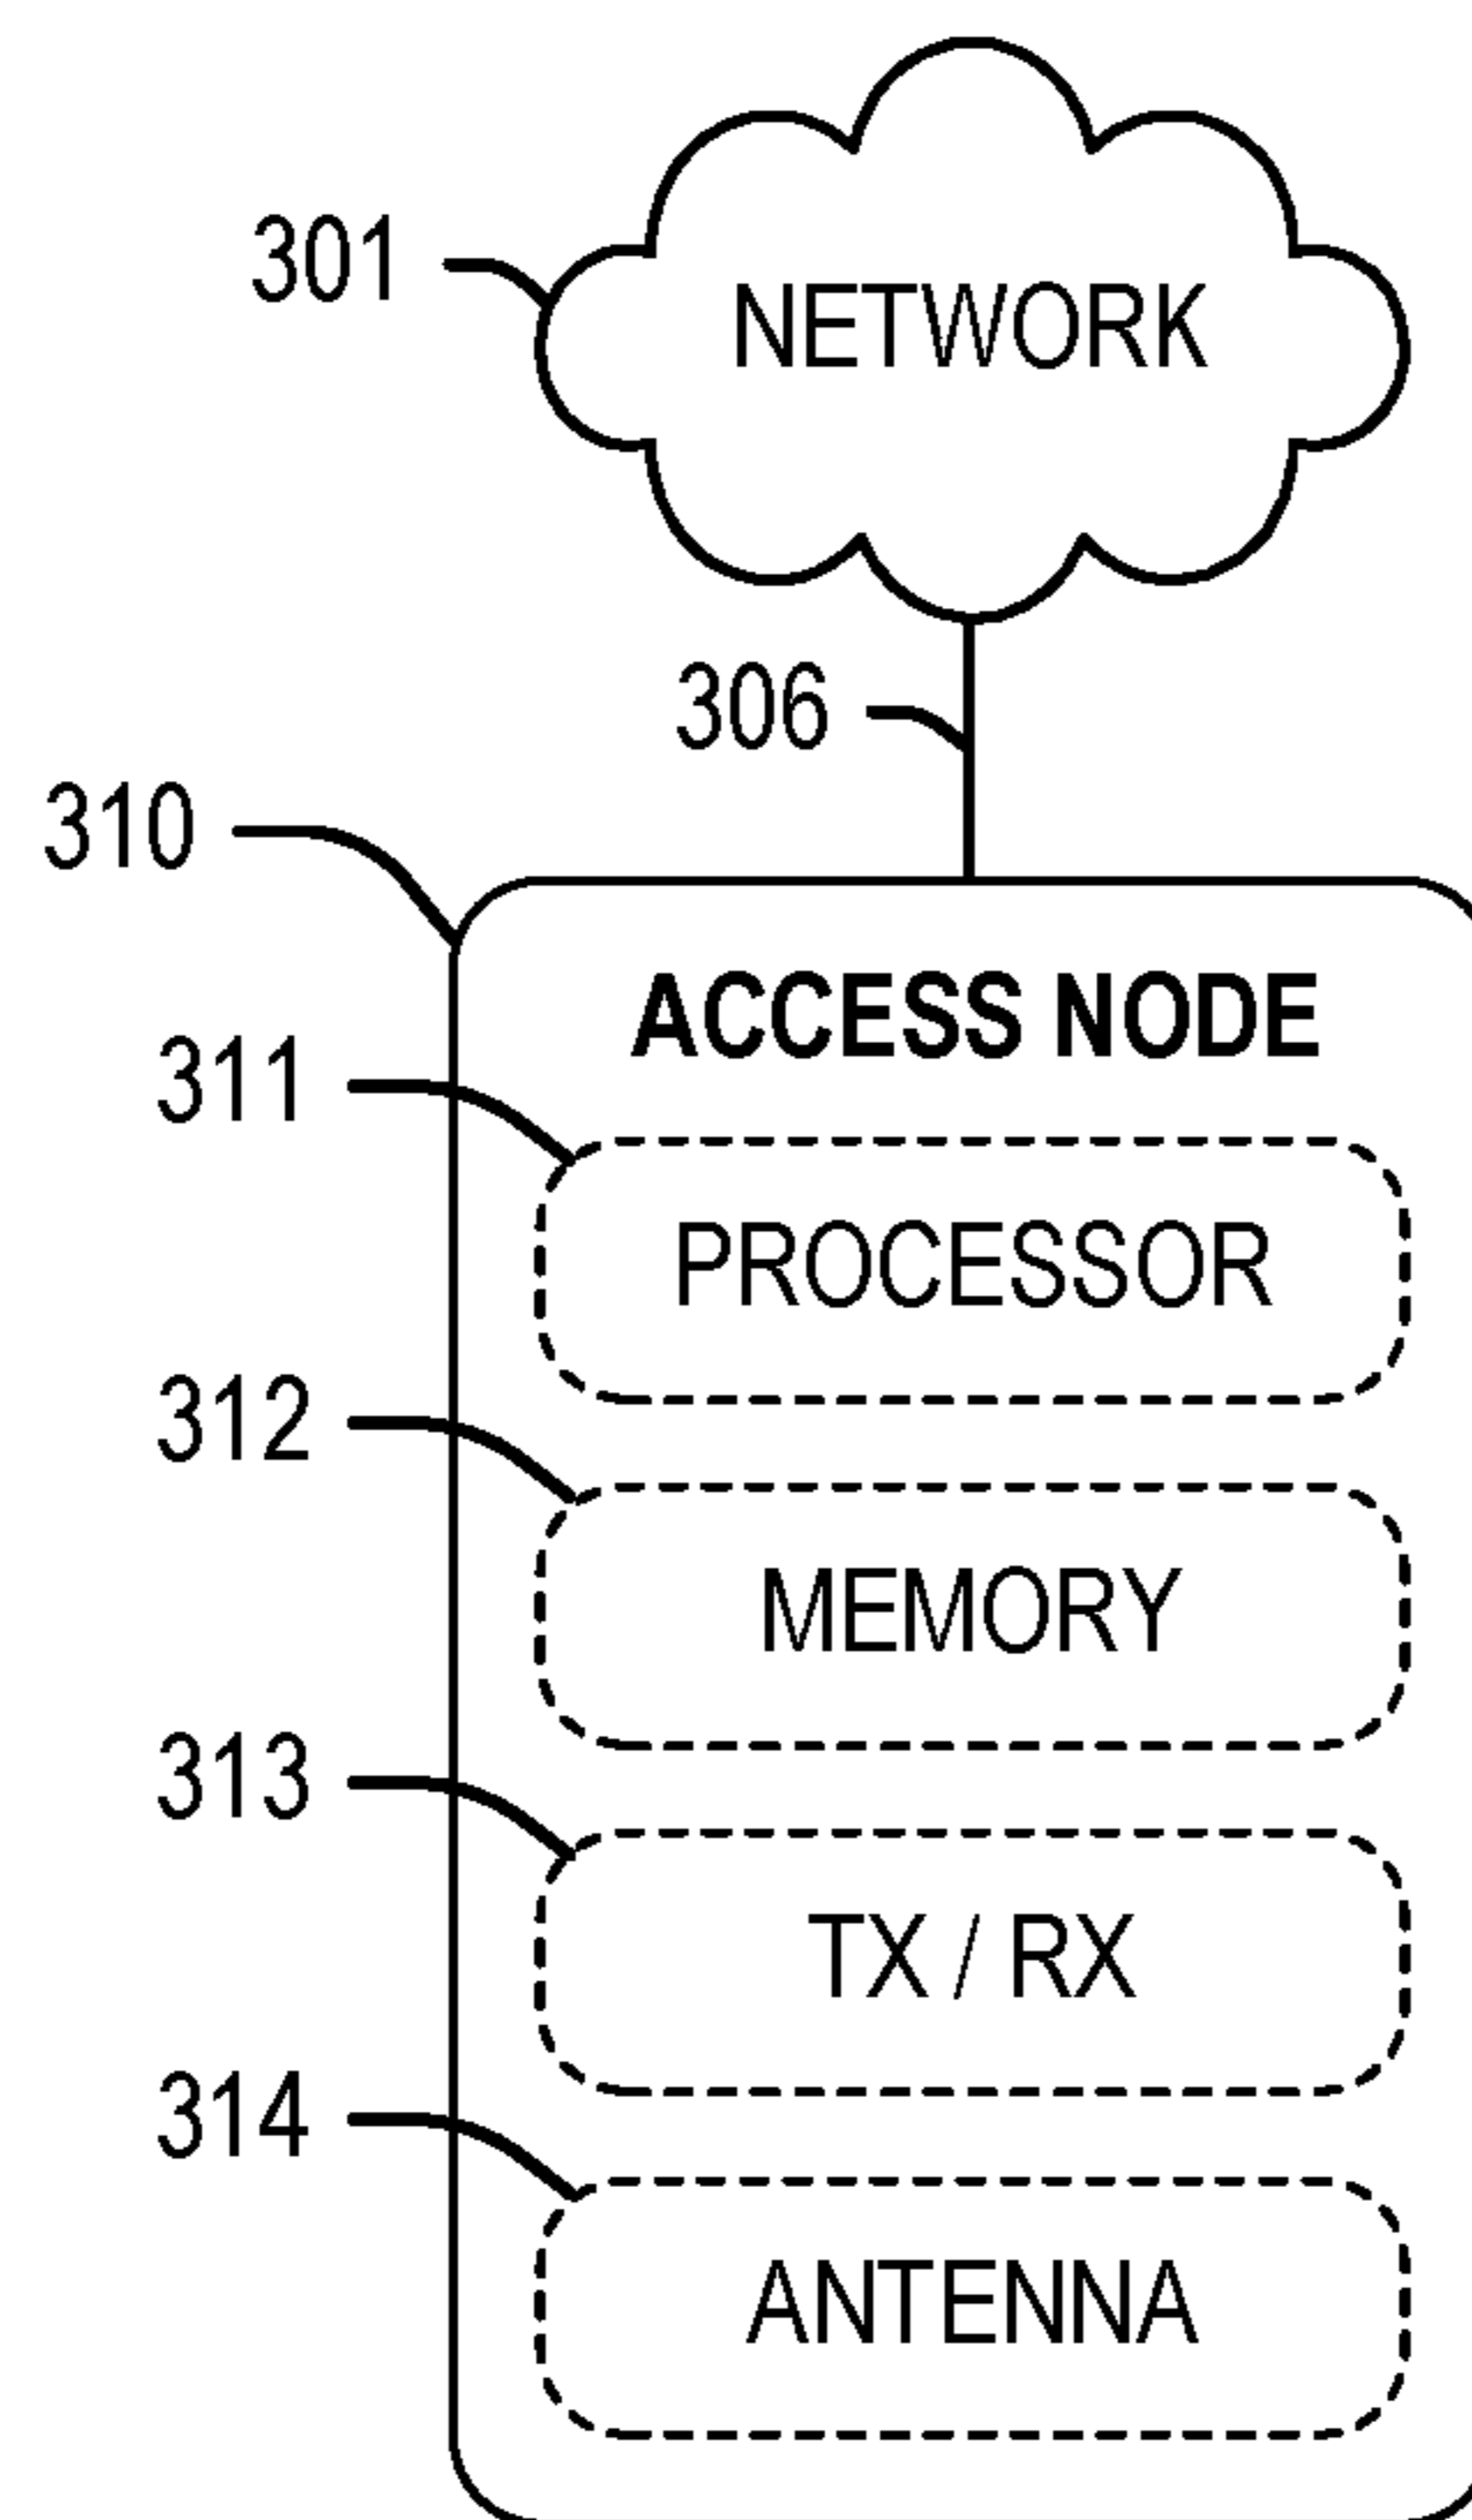 301
NETWORK
306
310
ACCESS NODE
311
PROCESSOR
312
MEMORY
313
TX / RX
314
ANTENNA